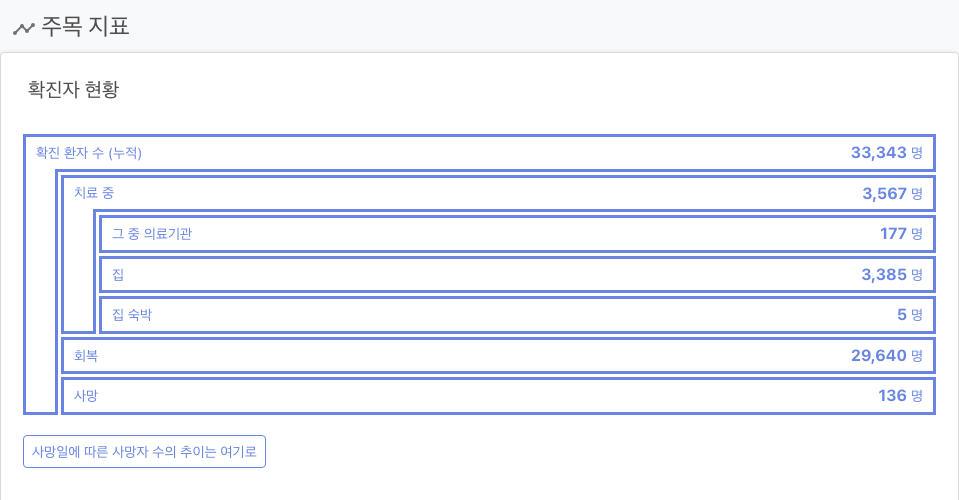 주목 지표
확진자 현황
확진 환자 수 (누적) 33,343 명
치료 중 3,567 명
그 중 의료기관 177 명
집 3,385 명
집 숙박 5 명
회복 29,640 명
사망 136 명
사망일에 따른 사망자 수의 추이는 여기로